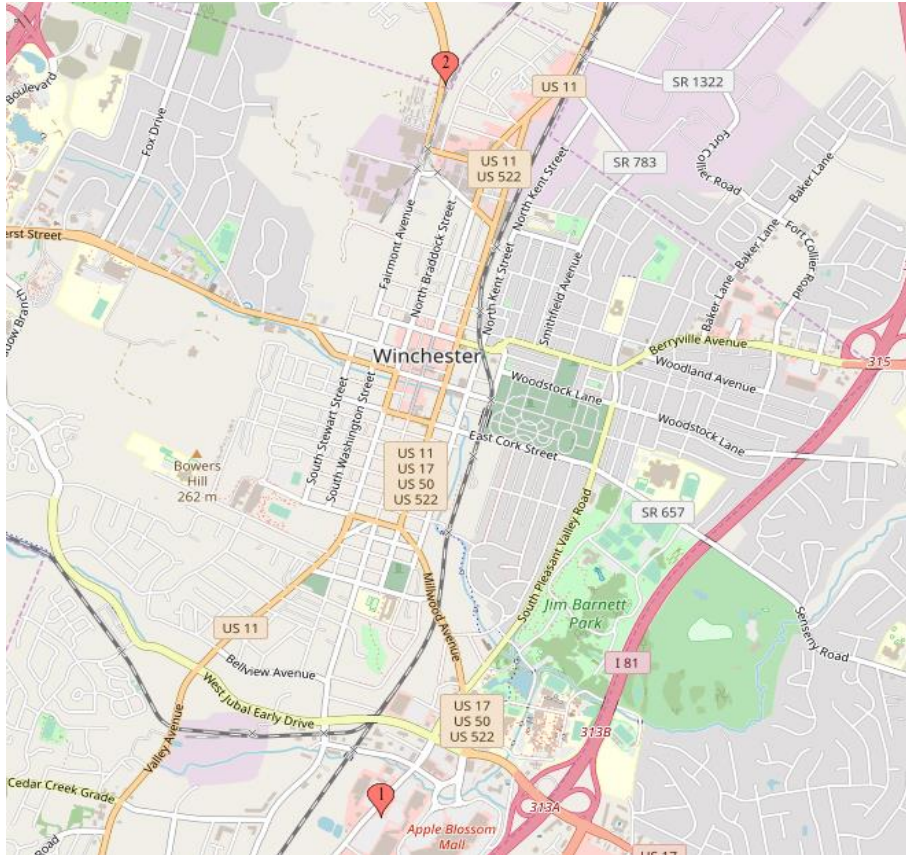 2
US 11
SR 1322
Boulevard
Fox Drive
Fort Collier Road
Baker Lane
SR 783
US 11
US 522
North Kent Street
Fairmont Avenue
North Braddock Street
erst Street
Fort Collier Road
Baker Lane
Smithfield Avenue
North Kent Street
Baker Lane
adow Branch
Winchester
Berryville Avenue
315
Woodland Avenue
Woodstock Lane
South Stewart Street
South Washington Street
Woodstock Lane
East Cork Street
US 11
US 17
US 50
US 522
Bowers
Hill
262 m
SR 657
South Pleasant Valley Road
Millwood Avenue
Jim Barnett
Park
US 11
Senseny Road
Bellview Avenue
I 81
West Jubal Early Drive
US 17
US 50
US 522
313B
Valley Avenue
Cedar Creek Grade
1
313A
Apple Blossom
Mall
Road
US 17